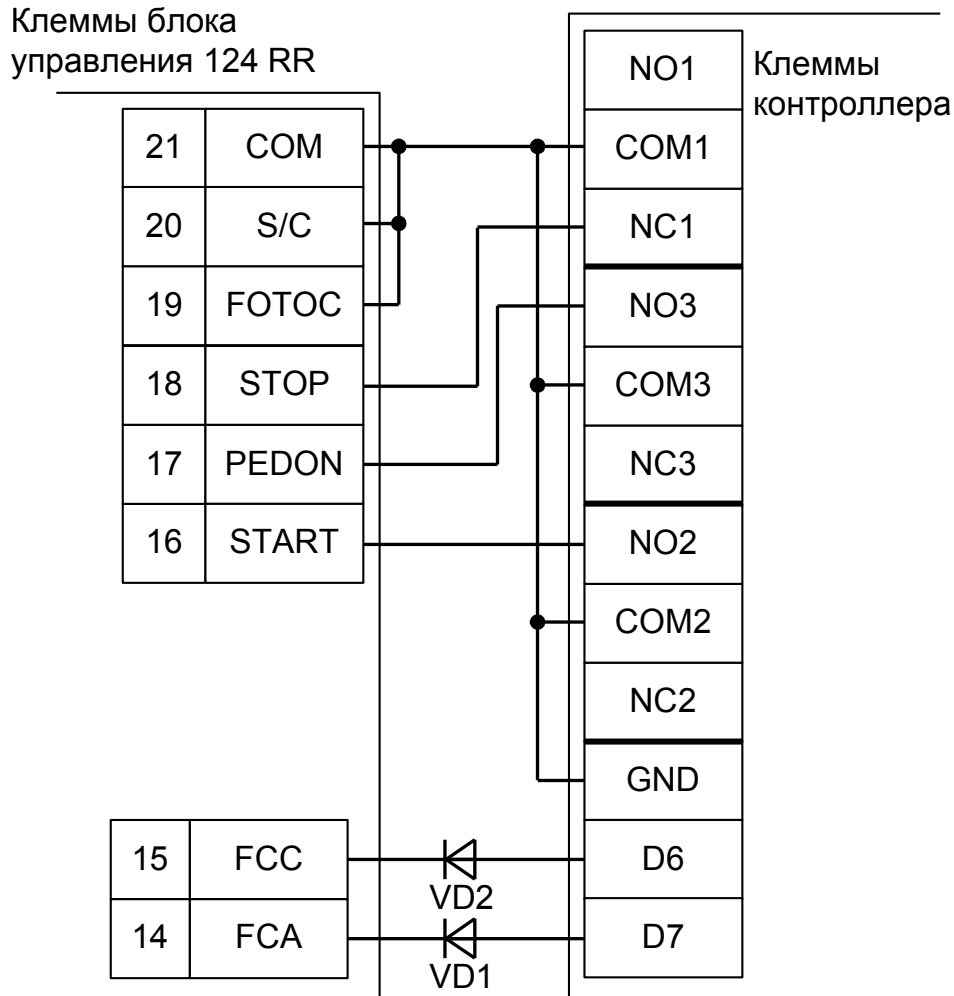 Клеммы блока
управления 124 RR
21 COM
20 S/C
19 FOTOC
18 STOP
17 PEDON
16 START
15 FCC
14 FCA
VD2
VD1
Клеммы
контроллера
NO1
COM1
NC1
NO3
COM3
NC3
NO2
COM2
NC2
GND
D6
D7